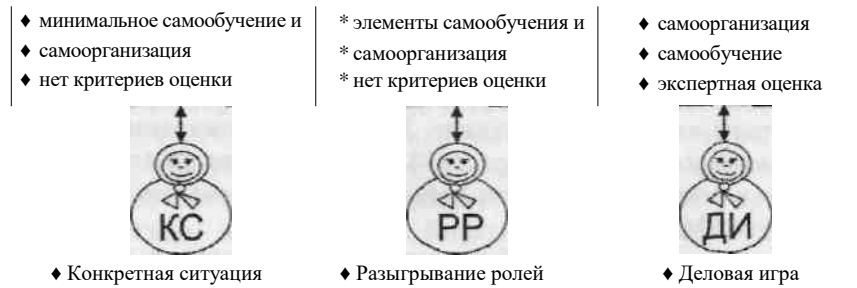 ♦ минимальное самообучение и
♦ самоорганизация
♦ нет критериев оценки
* элементы самообучения и
* самоорганизация
* нет критериев оценки
♦ самоорганизация
♦ самообучение
♦ экспертная оценка
КС
РР
ДИ
♦ Конкретная ситуация
♦ Разыгрывание ролей
♦ Деловая игра